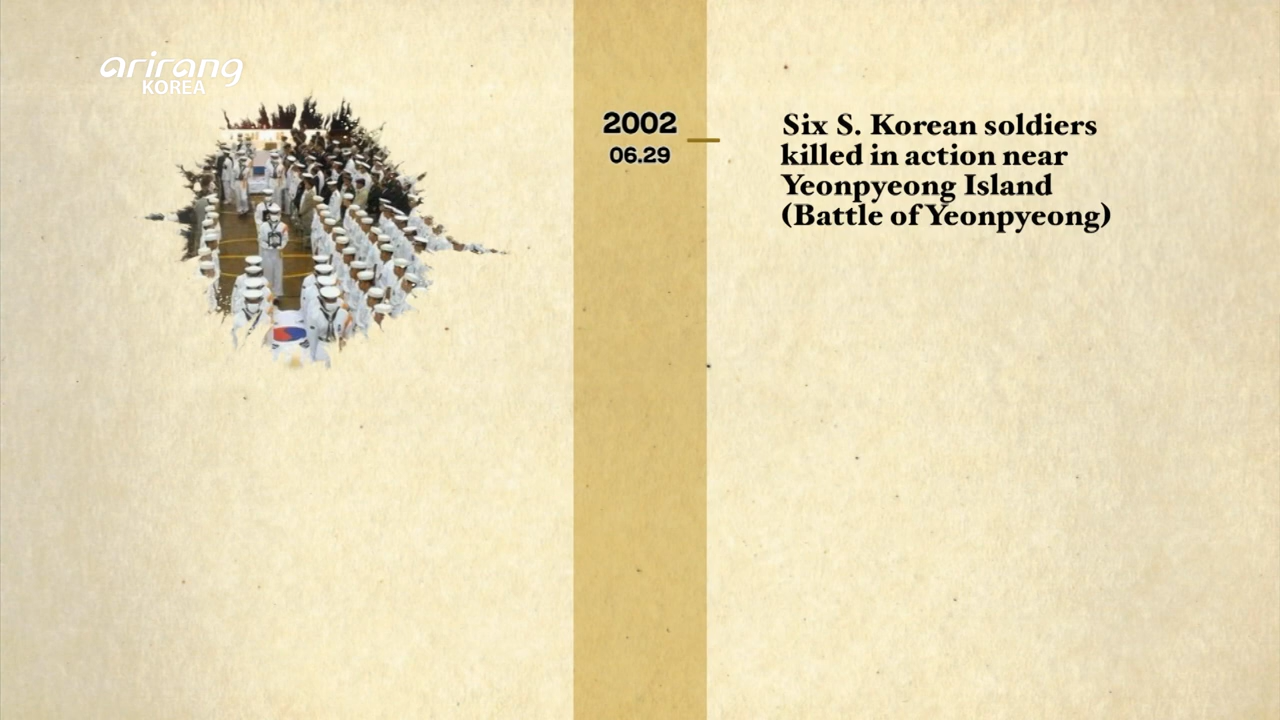 arirang
KOREA
2002
06.29
Six S. Korean soldiers
killed in action near
Yeonpyeong Island
(Battle of Yeonpyeong)